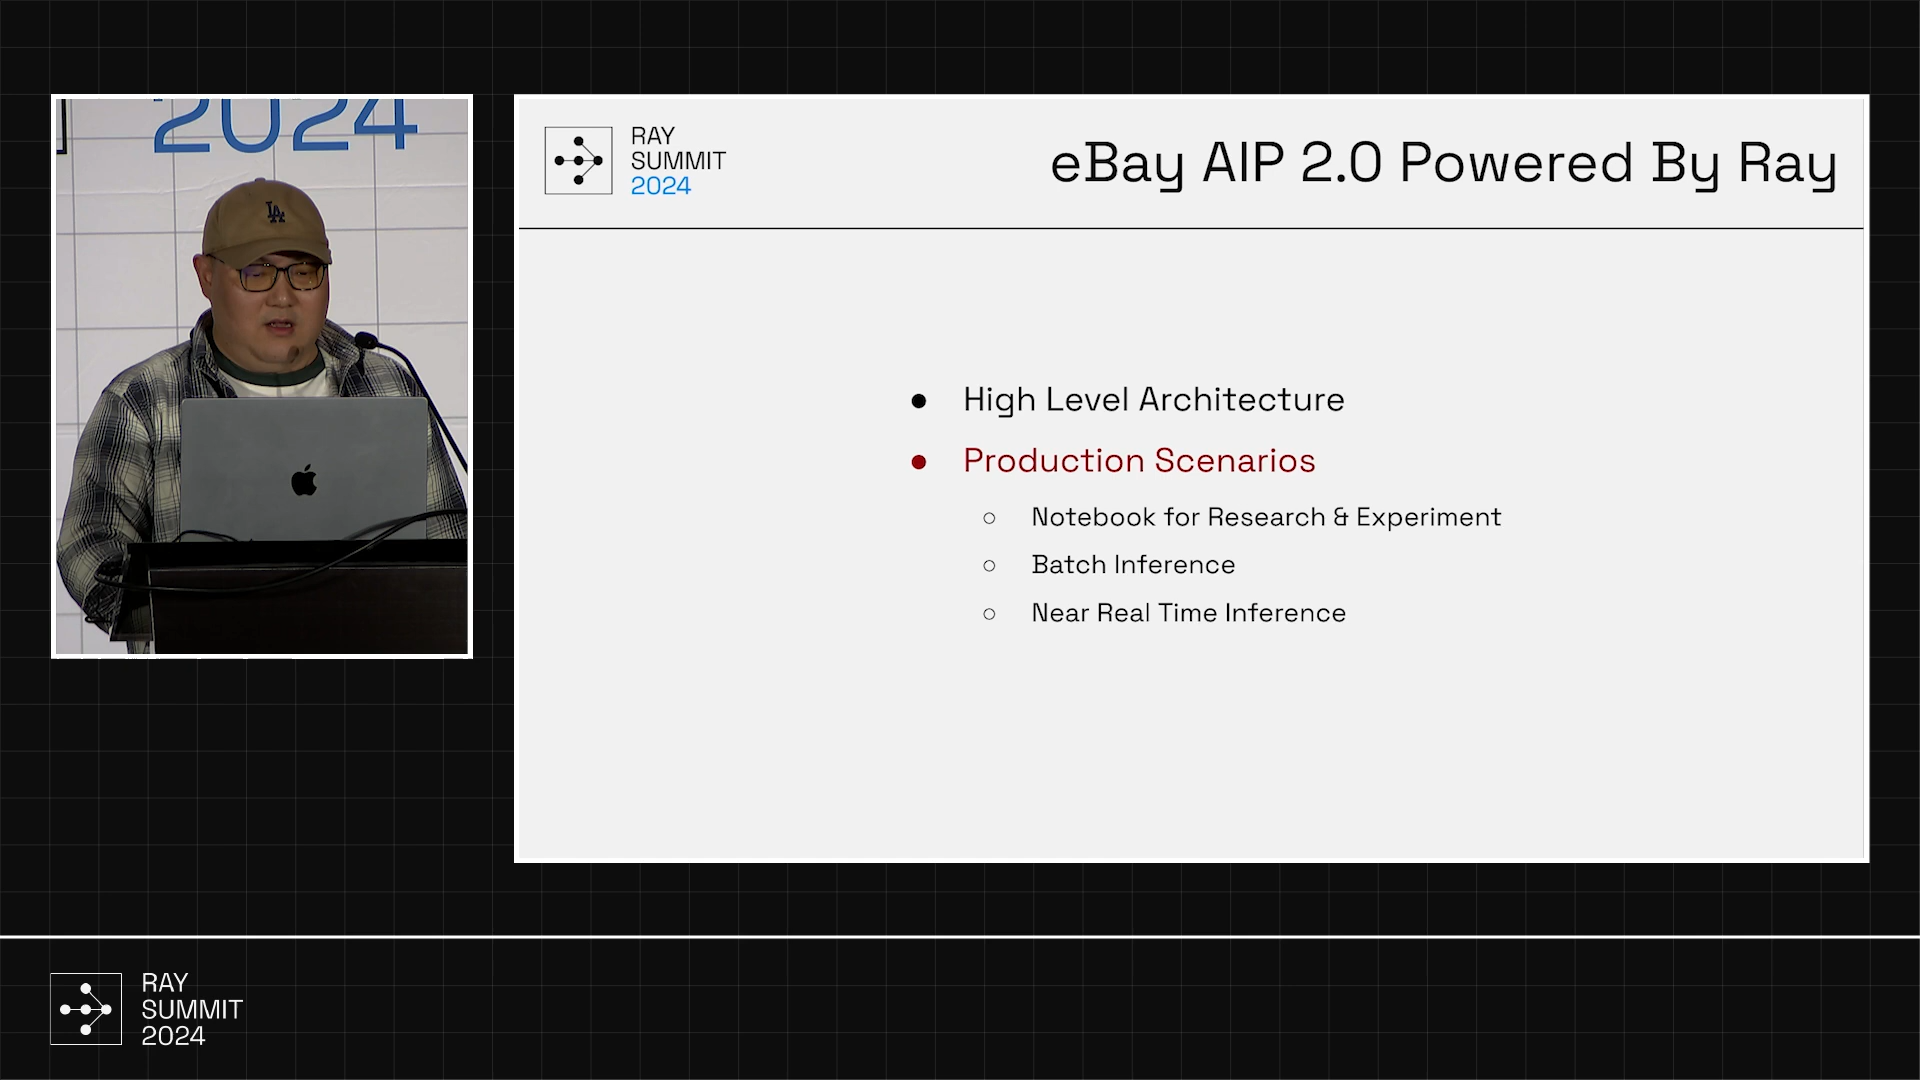 2024
LA
RAY
SUMMIT
2024
eBay AIP 2.0 Powered By Ray
● High Level Architecture
● Production Scenarios
○ Notebook for Research & Experiment
○ Batch Inference
○ Near Real Time Inference
RAY
SUMMIT
2024